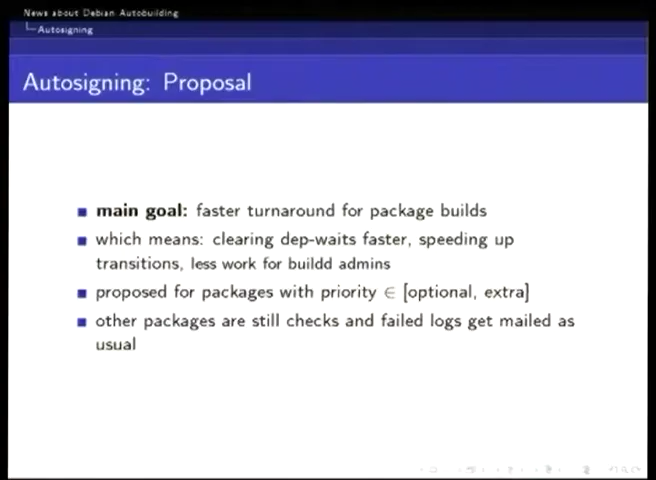 News about Debian Autobuilding
Autosigning
Autosigning: Proposal
main goal: faster turnaround for package builds
which means: clearing dep-waits faster, speeding up
transitions, less work for buildd admins
proposed for packages with priority ∈ [optional, extra]
other packages are still checks and failed logs get mailed as
usual